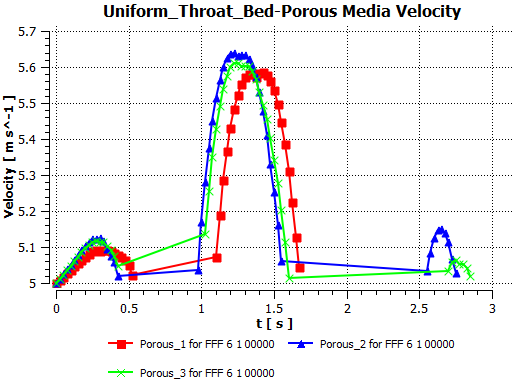 Uniform_Throat_Bed-Porous Media Velocity
5.7
5.6
5.5
5.4
5.3
5.2
5.1
5
Velocity [ m s^-1 ]
0 0.5 1 1.5 2 2.5 3
t [ s ]
Porous_1 for FFF 6 1 00000 Porous_2 for FFF 6 1 00000
Porous_3 for FFF 6 1 00000